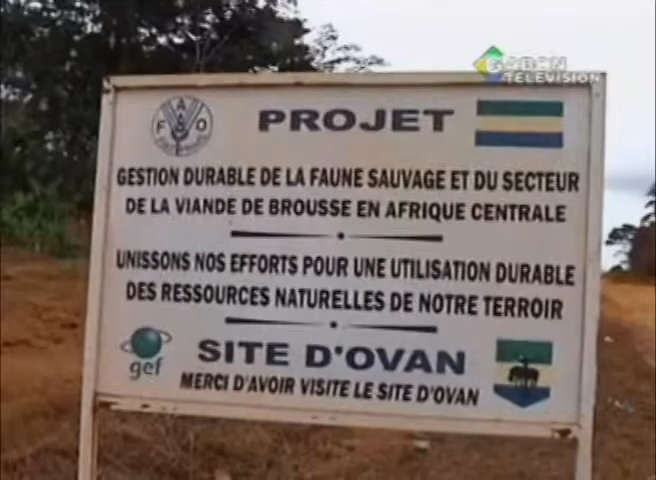 GABON
TELEVISION
FAO
PROJET
GESTION DURABLE DE LA FAUNE SAUVAGE ET DU SECTEUR
DE LA VIANDE DE BROUSSE EN AFRIQUE CENTRALE
UNISSONS NOS EFFORTS POUR UNE UTILISATION DURABLE
DES RESSOURCES NATURELLES DE NOTRE TERROIR
gef
SITE D'OVAN
MERCI D'AVOIR VISITE LE SITE D'OVAN